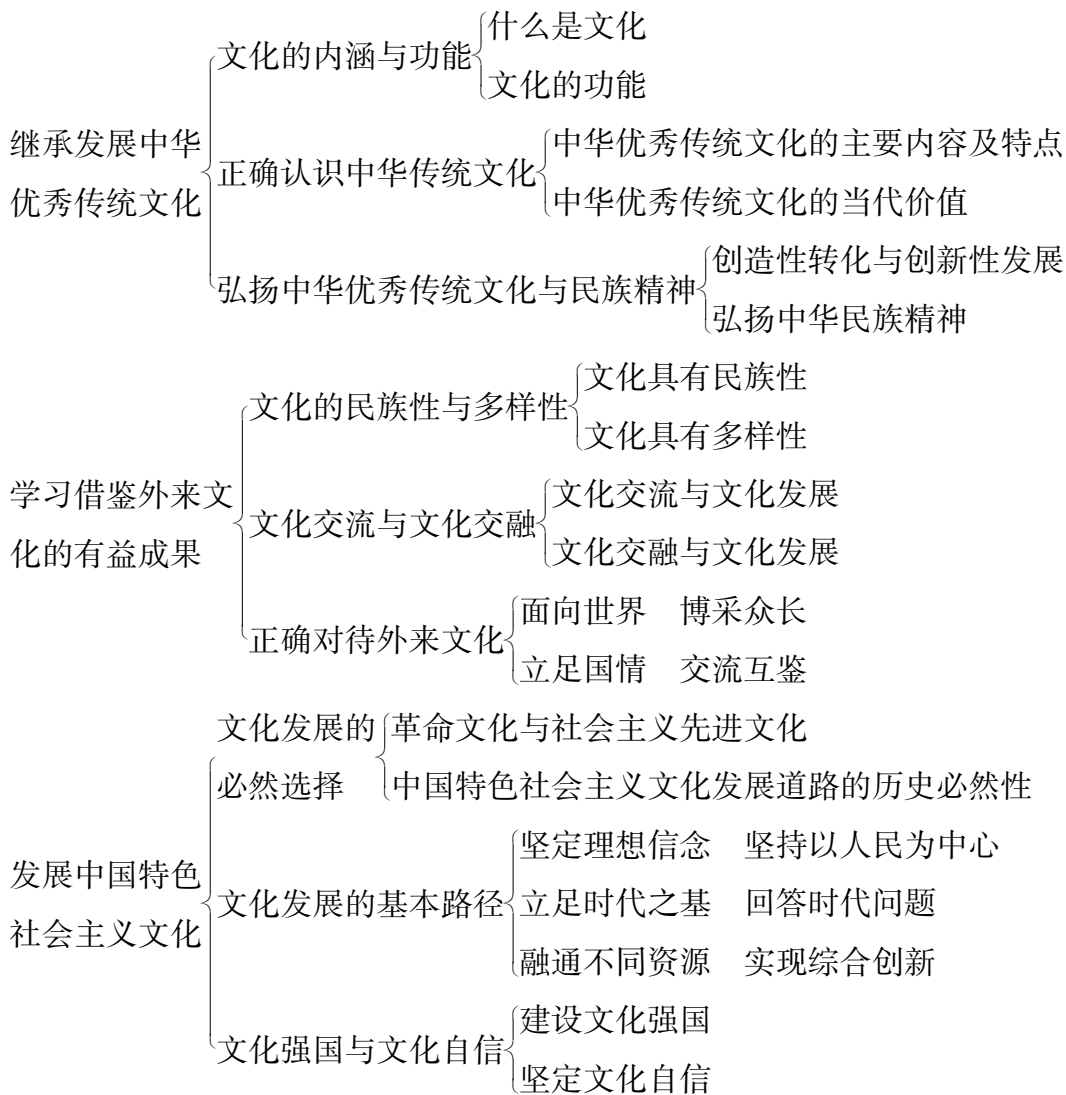 继承发展中华
优秀传统文化
文化的内涵与功能
什么是文化
文化的功能
正确认识中华传统文化
中华优秀传统文化的主要内容及特点
中华优秀传统文化的当代价值
弘扬中华优秀传统文化与民族精神
创造性转化与创新性发展
弘扬中华民族精神
学习借鉴外来文
化的有益成果
文化的民族性与多样性
文化具有民族性
文化具有多样性
文化交流与文化交融
文化交流与文化发展
文化交融与文化发展
正确对待外来文化
面向世界 博采众长
立足国情 交流互鉴
发展中国特色
社会主义文化
文化发展的
必然选择
革命文化与社会主义先进文化
中国特色社会主义文化发展道路的历史必然性
文化发展的基本路径
坚定理想信念 坚持以人民为中心
立足时代之基 回答时代问题
融通不同资源 实现综合创新
文化强国与文化自信
建设文化强国
坚定文化自信